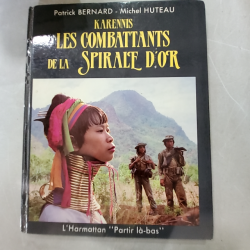 Patrick BERNARD - Michel HUTEAU
KARENNIS
LES COMBATTANTS
DE LA SPIRALE D'OR
L'Harmattan "Partir là-bas"